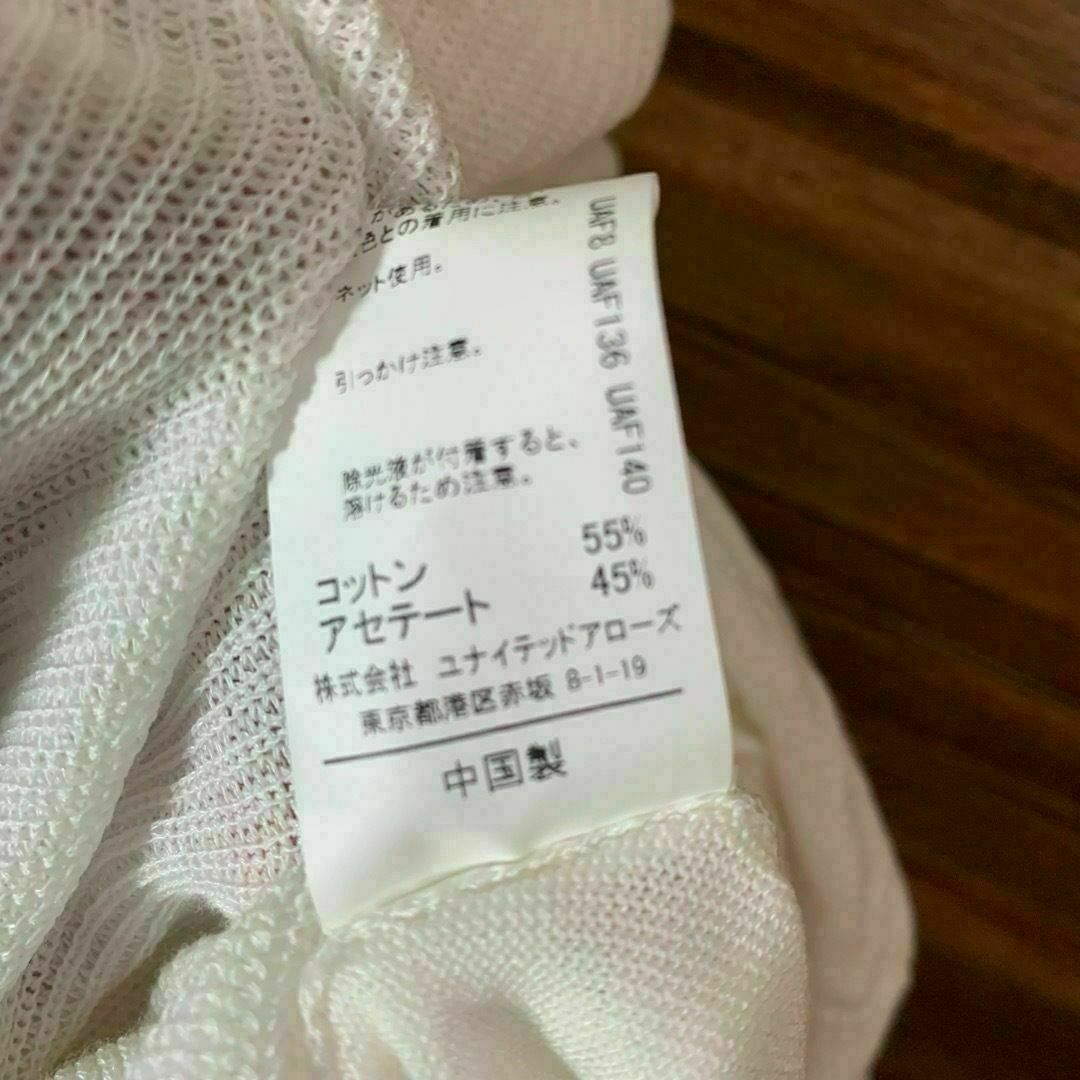 がある
色との着用に注意。
ネット使用。
引っかけ注意。
除光液が付着すると、
溶けるため注意。
コットン 55%
アセテート 45%
株式会社 ユナイテッドアローズ
東京都港区赤坂 8-1-19
中国製
UAF8 UAF136 UAF140